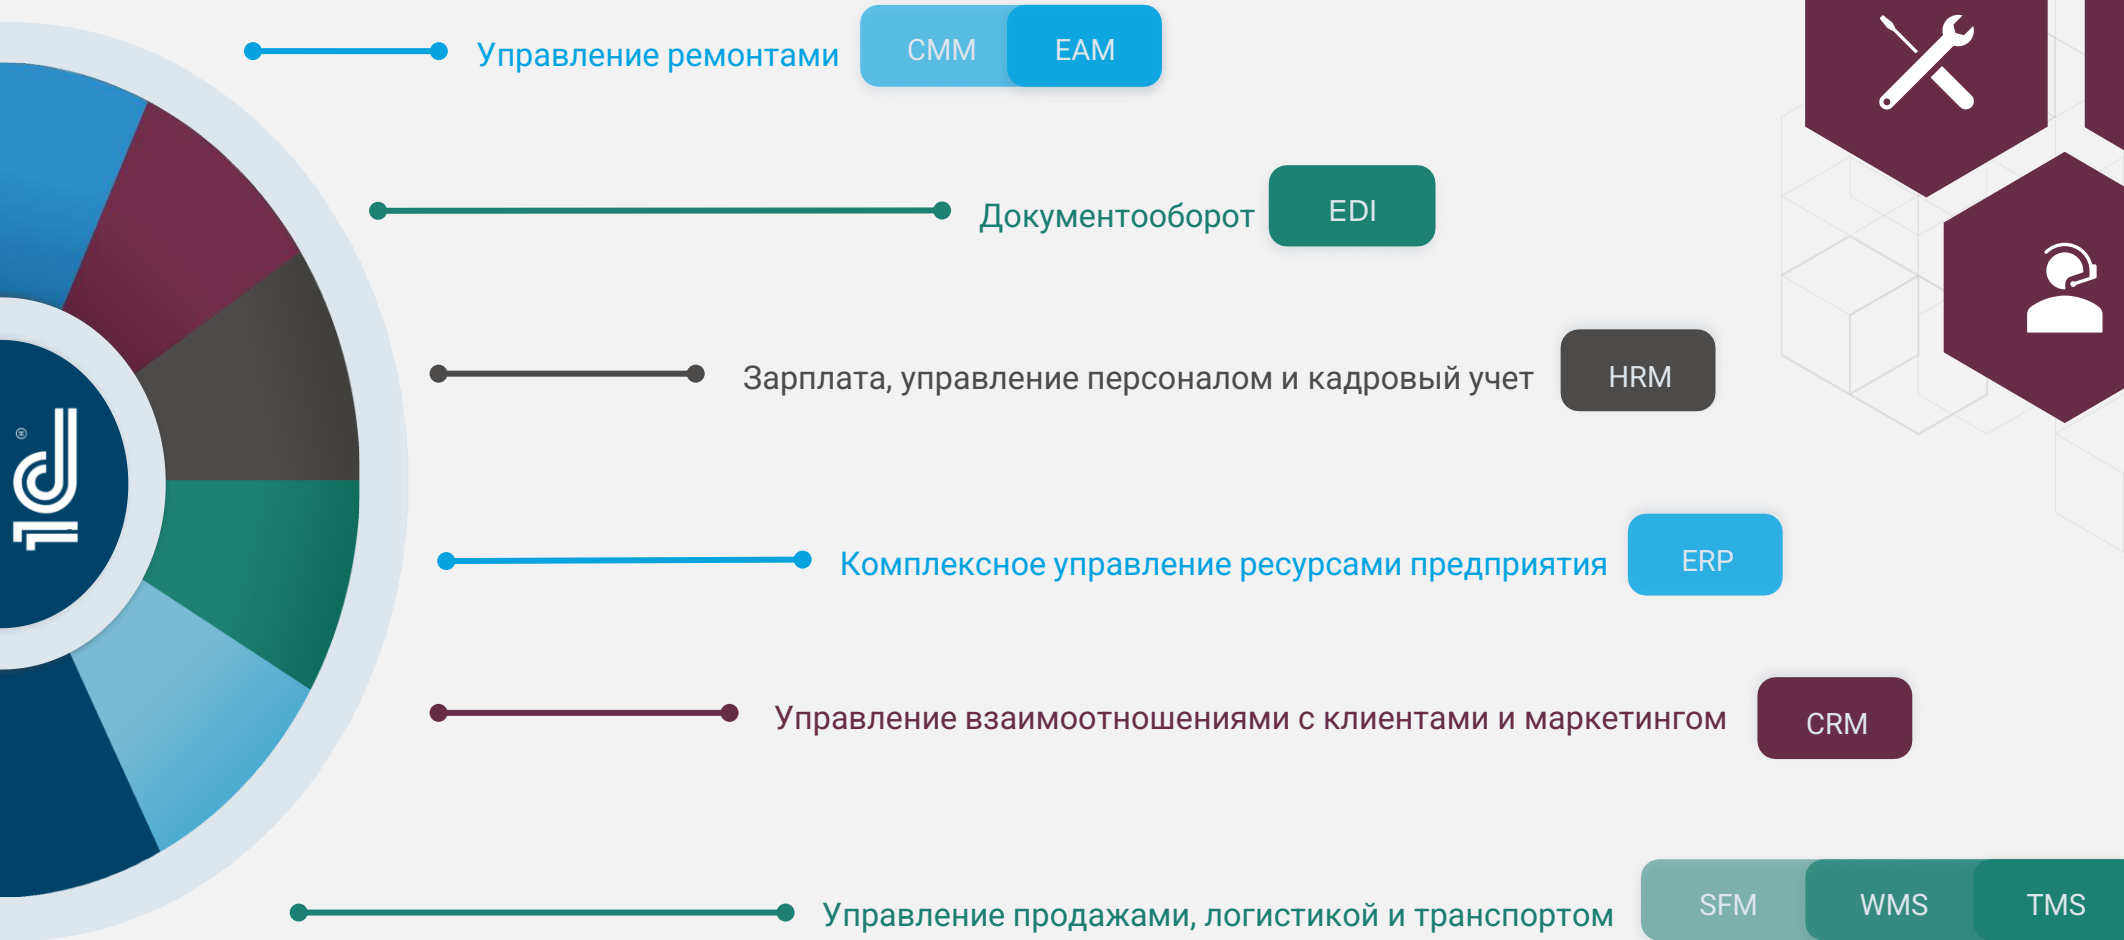 Управление ремонтами CMM EAM
Документооборот EDI
Зарплата, управление персоналом и кадровый учет HRM
Комплексное управление ресурсами предприятия ERP
Управление взаимоотношениями с клиентами и маркетингом CRM
Управление продажами, логистикой и транспортом SFM WMS TMS